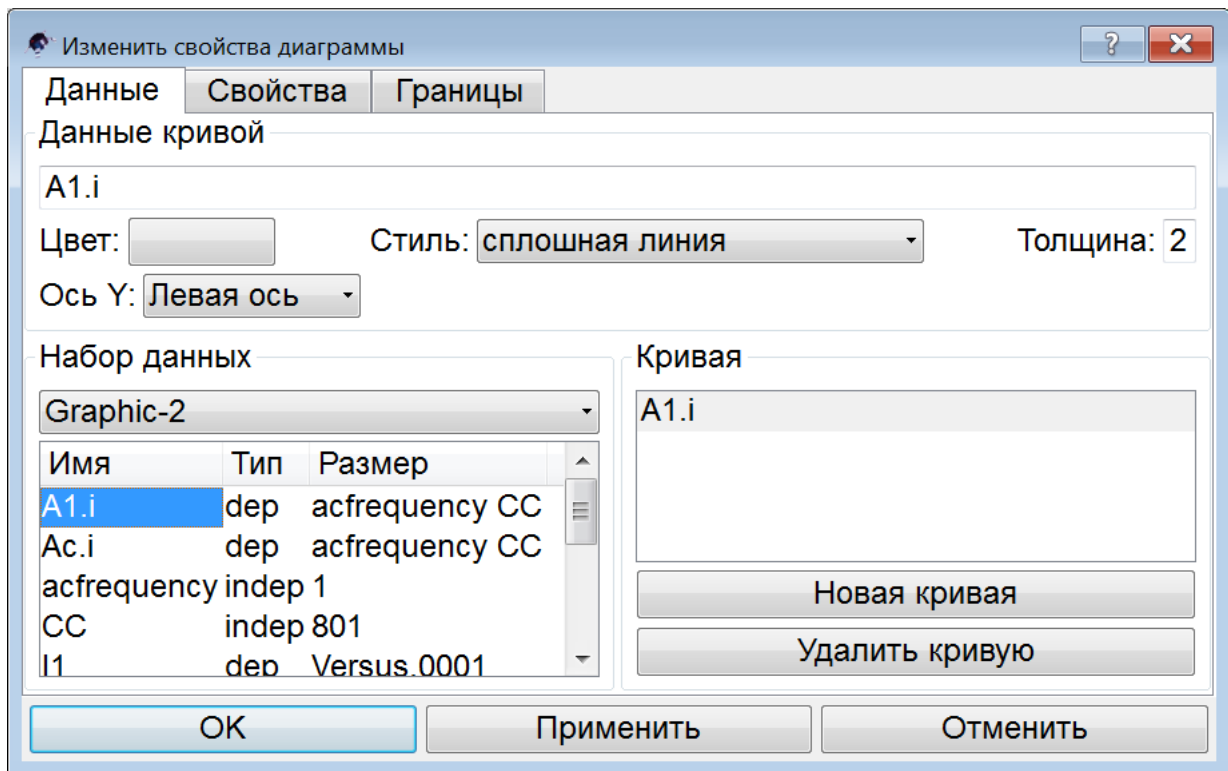 Изменить свойства диаграммы
Данные Свойства Границы
Данные кривой
A1.i
Цвет: Стиль: сплошная линия Толщина: 2
Ось Y: Левая ось
Набор данных
Graphic-2
Имя Тип Размер
A1.i dep acfrequency CC
Ac.i dep acfrequency CC
acfrequency indep 1
CC indep 801
I1 dep Versus.0001
Кривая
A1.i
Новая кривая
Удалить кривую
OK Применить Отменить